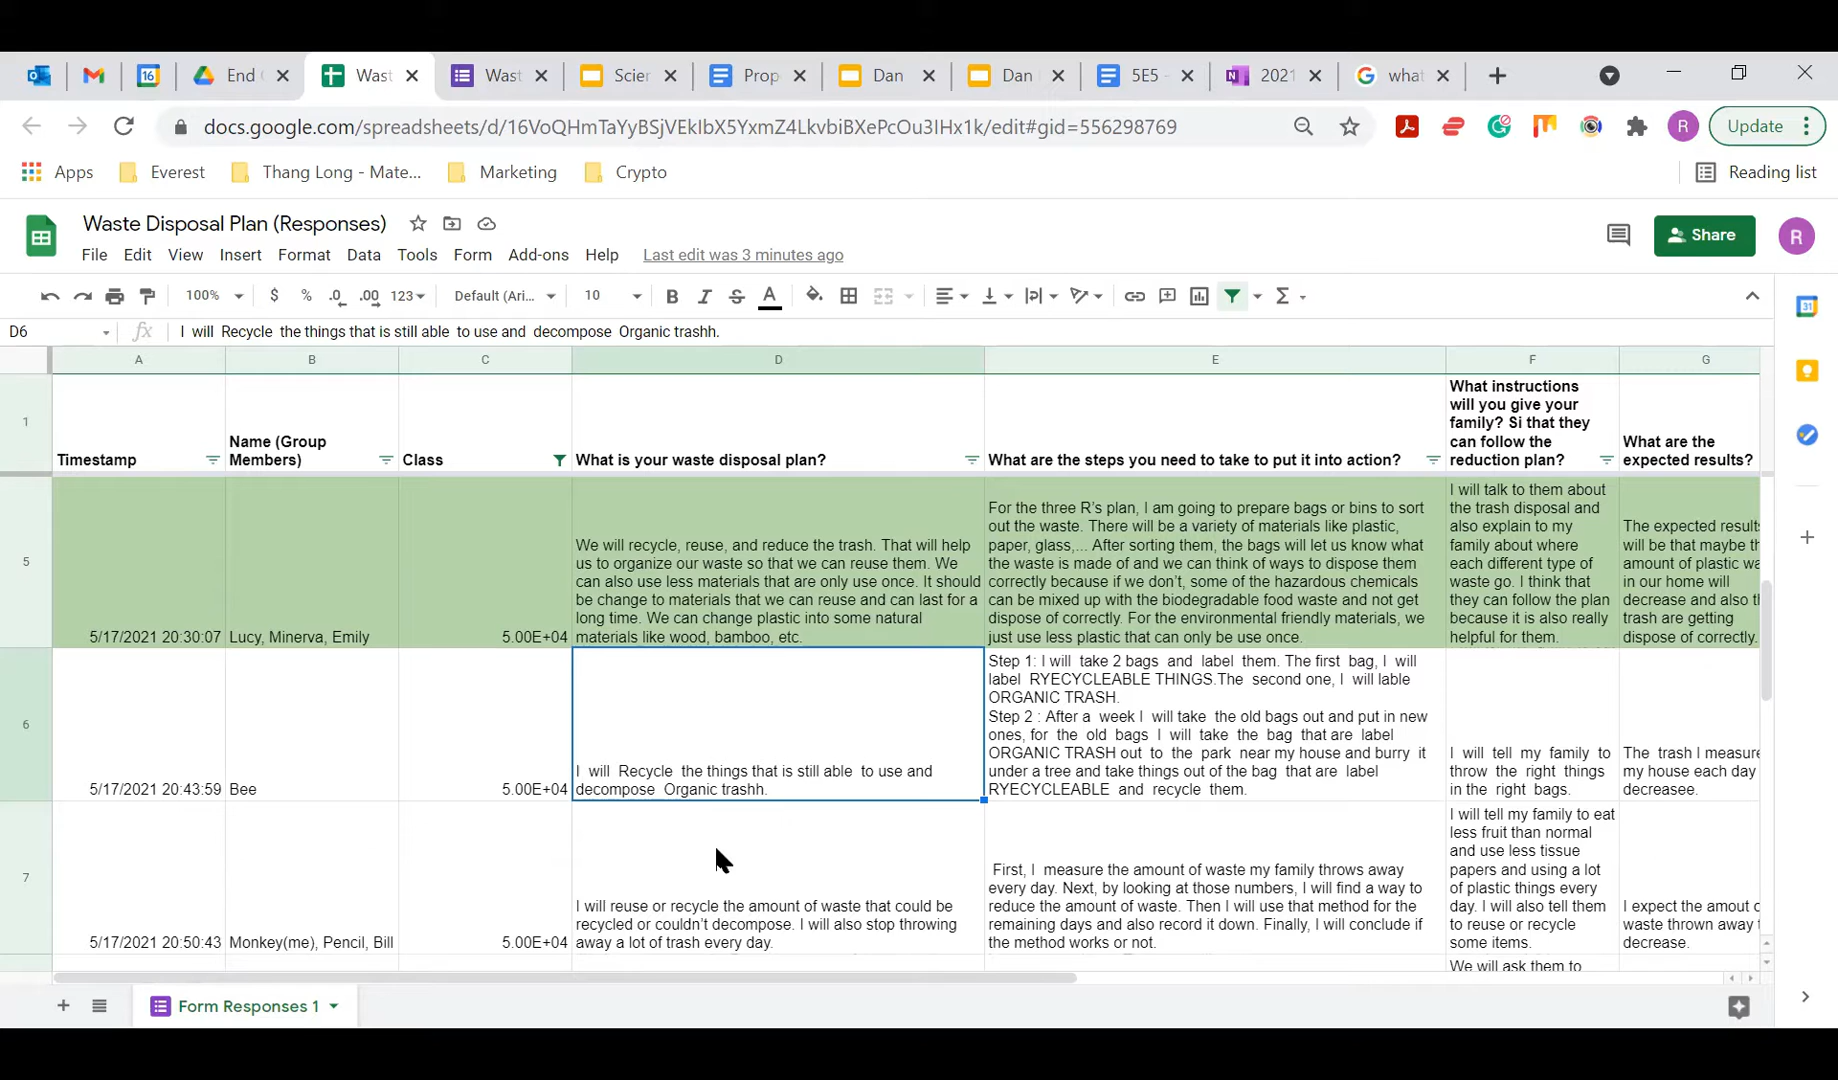 End
Wast
Wast
Scier
Prop
Dan
Dan
5E5 -
2021
what
docs.google.com/spreadsheets/d/16VoQHmTaYyBSjVEkIbX5YxmZ4LkvbiBXePcOu3IHx1k/edit#gid=556298769
R
Update
Apps
Everest
Thang Long - Mate...
Marketing
Crypto
Reading list
Waste Disposal Plan (Responses)
File Edit View Insert Format Data Tools Form Add-ons Help Last edit was 3 minutes ago
Share
R
100% $ % .0 .00 123 Default (Ari... 10 B I S A Σ
31
D6 fx I will Recycle the things that is still able to use and decompose Organic trashh.
A B C D E F G
1
Timestamp
Name (Group
Members)
Class
What is your waste disposal plan?
What are the steps you need to take to put it into action?
What instructions
will you give your
family? Si that they
can follow the
reduction plan?
What are the
expected results?
5
5/17/2021 20:30:07
Lucy, Minerva, Emily
5.00E+04
We will recycle, reuse, and reduce the trash. That will help
us to organize our waste so that we can reuse them. We
can also use less materials that are only use once. It should
be change to materials that we can reuse and can last for a
long time. We can change plastic into some natural
materials like wood, bamboo, etc.
For the three R's plan, I am going to prepare bags or bins to sort
out the waste. There will be a variety of materials like plastic,
paper, glass,... After sorting them, the bags will let us know what
the waste is made of and we can think of ways to dispose them
correctly because if we don't, some of the hazardous chemicals
can be mixed up with the biodegradable food waste and not get
dispose of correctly. For the environmental friendly materials, we
just use less plastic that can only be use once.
I will talk to them about
the trash disposal and
also explain to my
family about where
each different type of
waste go. I think that
they can follow the plan
because it is also really
helpful for them.
The expected results
will be that maybe th
amount of plastic wa
in our home will
decrease and also th
trash are getting
dispose of correctly.
6
5/17/2021 20:43:59
Bee
5.00E+04
I will Recycle the things that is still able to use and
decompose Organic trashh.
Step 1: I will take 2 bags and label them. The first bag, I will
label RYECYCLEABLE THINGS.The second one, I will lable
ORGANIC TRASH.
Step 2 : After a week I will take the old bags out and put in new
ones, for the old bags I will take the bag that are label
ORGANIC TRASH out to the park near my house and burry it
under a tree and take things out of the bag that are label
RYECYCLEABLE and recycle them.
I will tell my family to
throw the right things
in the right bags.
The trash I measure
my house each day
decreasee.
7
5/17/2021 20:50:43
Monkey(me), Pencil, Bill
5.00E+04
I will reuse or recycle the amount of waste that could be
recycled or couldn't decompose. I will also stop throwing
away a lot of trash every day.
First, I measure the amount of waste my family throws away
every day. Next, by looking at those numbers, I will find a way to
reduce the amount of waste. Then I will use that method for the
remaining days and also record it down. Finally, I will conclude if
the method works or not.
I will tell my family to eat
less fruit than normal
and use less tissue
papers and using a lot
of plastic things every
day. I will also tell them
to reuse or recycle
some items.
I expect the amout o
waste thrown away t
decrease.
We will ask them to
Form Responses 1